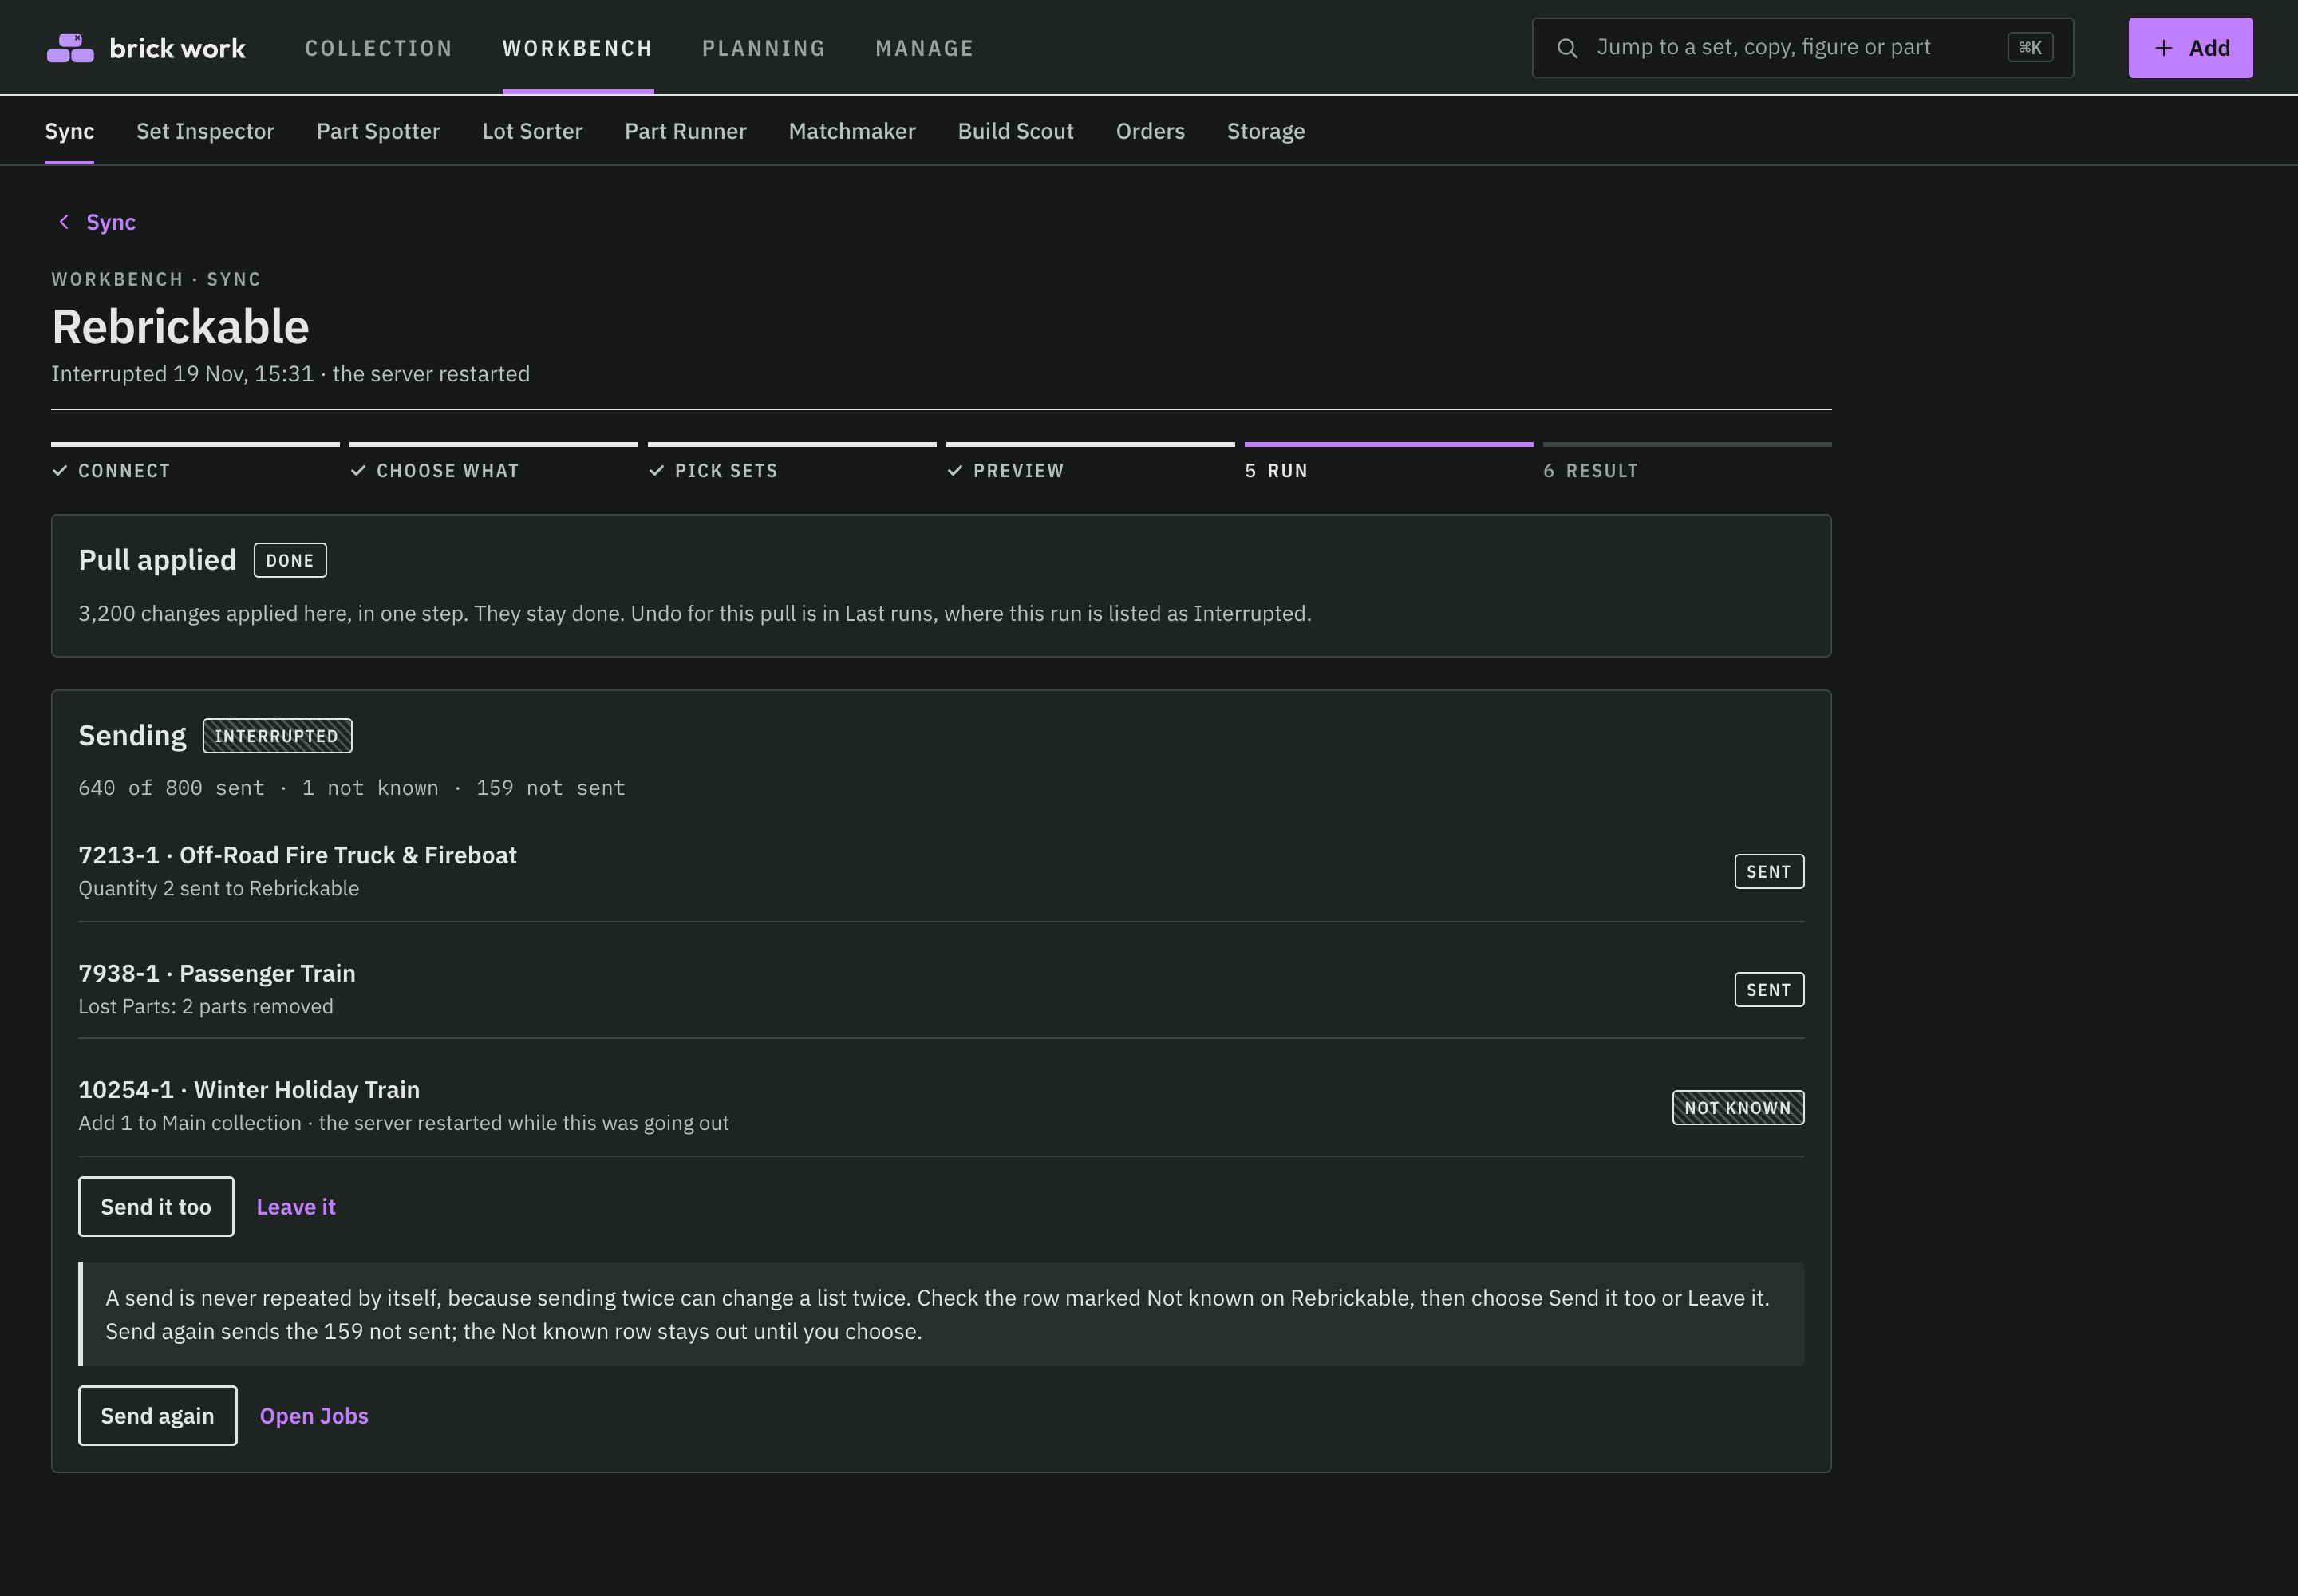 brick work
COLLECTION
WORKBENCH
PLANNING
MANAGE
Jump to a set, copy, figure or part
⌘K
+ Add
Sync
Set Inspector
Part Spotter
Lot Sorter
Part Runner
Matchmaker
Build Scout
Orders
Storage
Sync
WORKBENCH · SYNC
Rebrickable
Interrupted 19 Nov, 15:31 · the server restarted
CONNECT
CHOOSE WHAT
PICK SETS
PREVIEW
5 RUN
6 RESULT
Pull applied
DONE
3,200 changes applied here, in one step. They stay done. Undo for this pull is in Last runs, where this run is listed as Interrupted.
Sending
INTERRUPTED
640 of 800 sent · 1 not known · 159 not sent
7213-1 · Off-Road Fire Truck & Fireboat
Quantity 2 sent to Rebrickable
SENT
7938-1 · Passenger Train
Lost Parts: 2 parts removed
SENT
10254-1 · Winter Holiday Train
Add 1 to Main collection · the server restarted while this was going out
NOT KNOWN
Send it too
Leave it
A send is never repeated by itself, because sending twice can change a list twice. Check the row marked Not known on Rebrickable, then choose Send it too or Leave it.
Send again sends the 159 not sent; the Not known row stays out until you choose.
Send again
Open Jobs